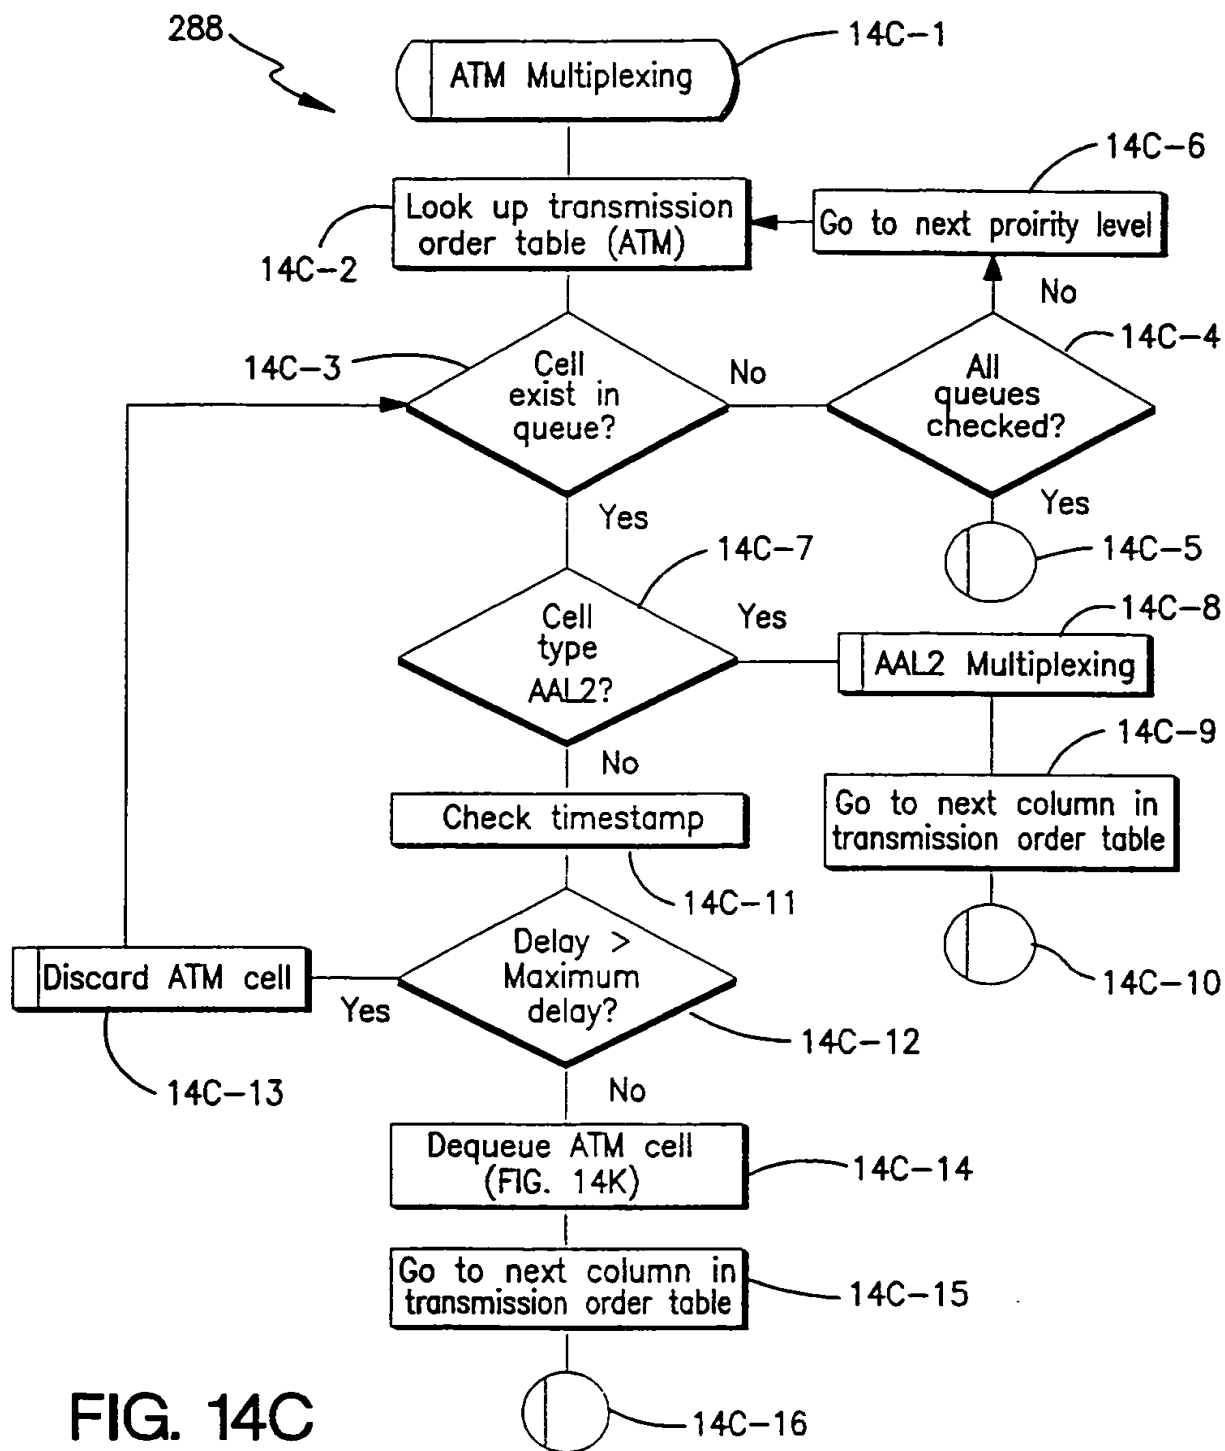 288
14C-1
ATM Multiplexing
14C-6
Look up transmission
order table (ATM)
Go to next proirity level
14C-2
No
14C-3
14C-4
Cell
exist in
queue?
No
All
queues
checked?
Yes
Yes
14C-7
14C-5
Cell
type
AAL2?
Yes
14C-8
AAL2 Multiplexing
No
14C-9
Check timestamp
Go to next column in
transmission order table
14C-11
Delay >
Maximum
delay?
Discard ATM cell
Yes
14C-10
14C-12
14C-13
No
Dequeue ATM cell
(FIG. 14K)
14C-14
Go to next column in
transmission order table
14C-15
FIG. 14C
14C-16